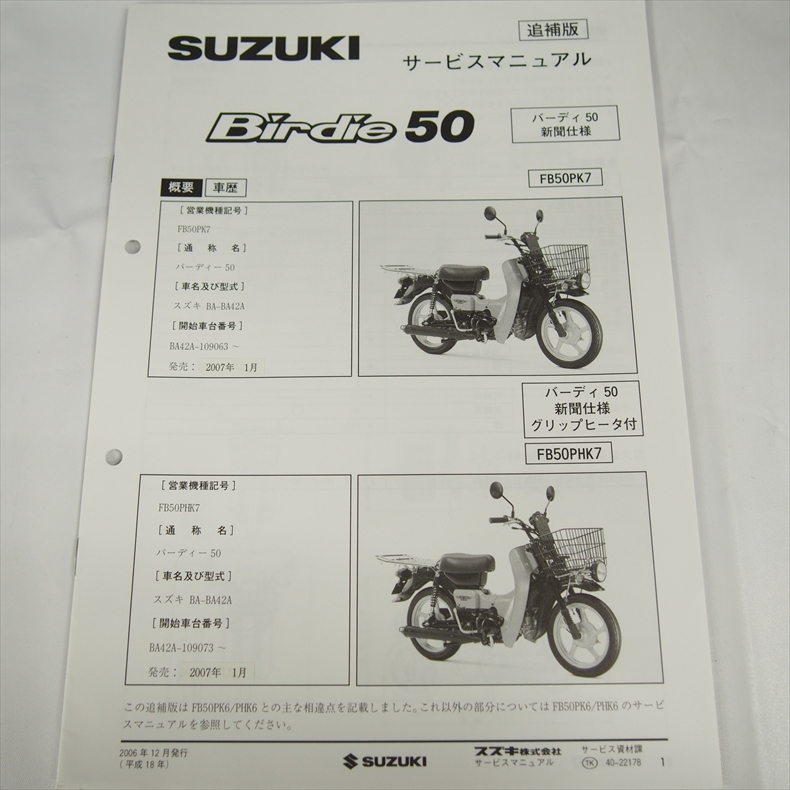 SUZUKI
追補版
サービスマニュアル
Birdie 50
バーディ 50
新聞仕様
概要 車歴
FB50PK7
[営業機種記号]
FB50PK7
[通 称 名]
バーディー 50
[車名及び型式]
スズキ BA-BA42A
[開始車台番号]
BA42A-109063 ～
発売： 2007年 1月
バーディ 50
新聞仕様
グリップヒータ付
FB50PHK7
[営業機種記号]
FB50PHK7
[通 称 名]
バーディー 50
[車名及び型式]
スズキ BA-BA42A
[開始車台番号]
BA42A-109073 ～
発売： 2007年 1月
この追補版は FB50PK6/PHK6 との主な相違点を記載しました。これ以外の部分については FB50PK6/PHK6 のサービ
スマニュアルを参照してください。
2006 年 12 月発行
(平成 18 年)
SUZUKI
スズキ株式会社 サービス資材課
サービスマニュアル TK 40-22178 1